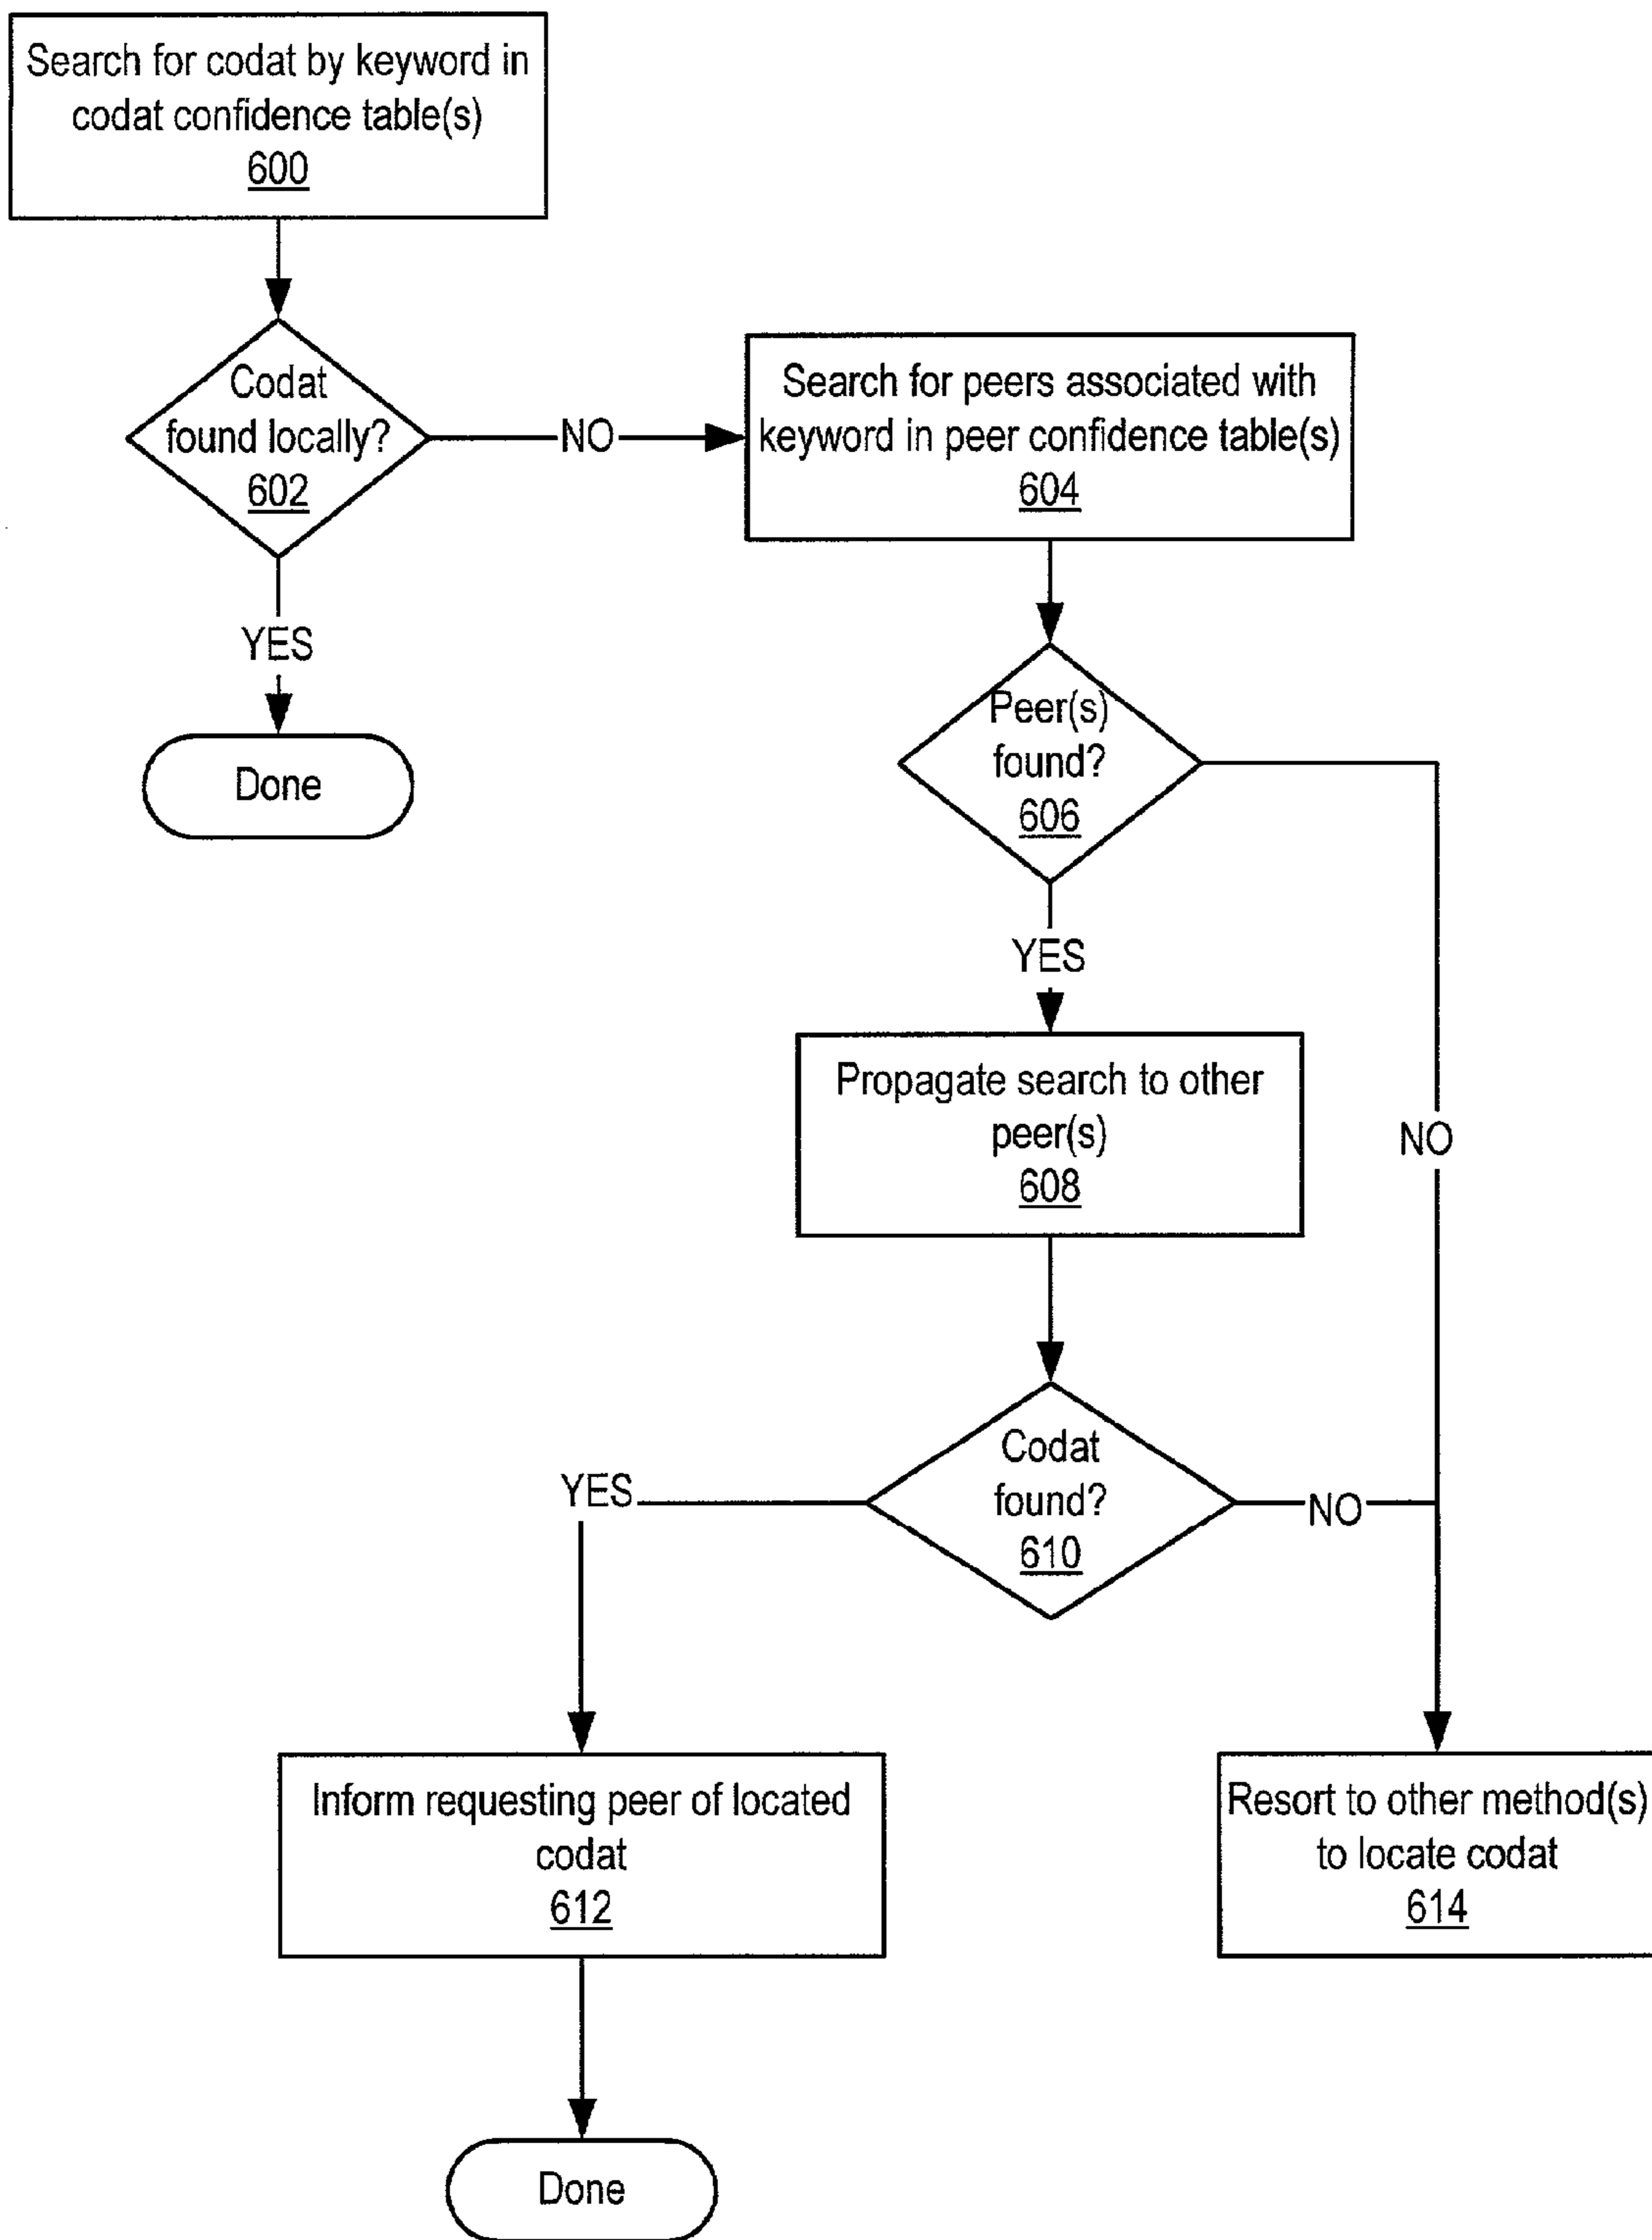 Search for codat by keyword in
codat confidence table(s)
600
Codat
found locally?
602
NO
Search for peers associated with
keyword in peer confidence table(s)
604
YES
Done
Peer(s)
found?
606
YES
NO
Propagate search to other
peer(s)
608
Codat
found?
610
YES
NO
Inform requesting peer of located
codat
612
Resort to other method(s)
to locate codat
614
Done